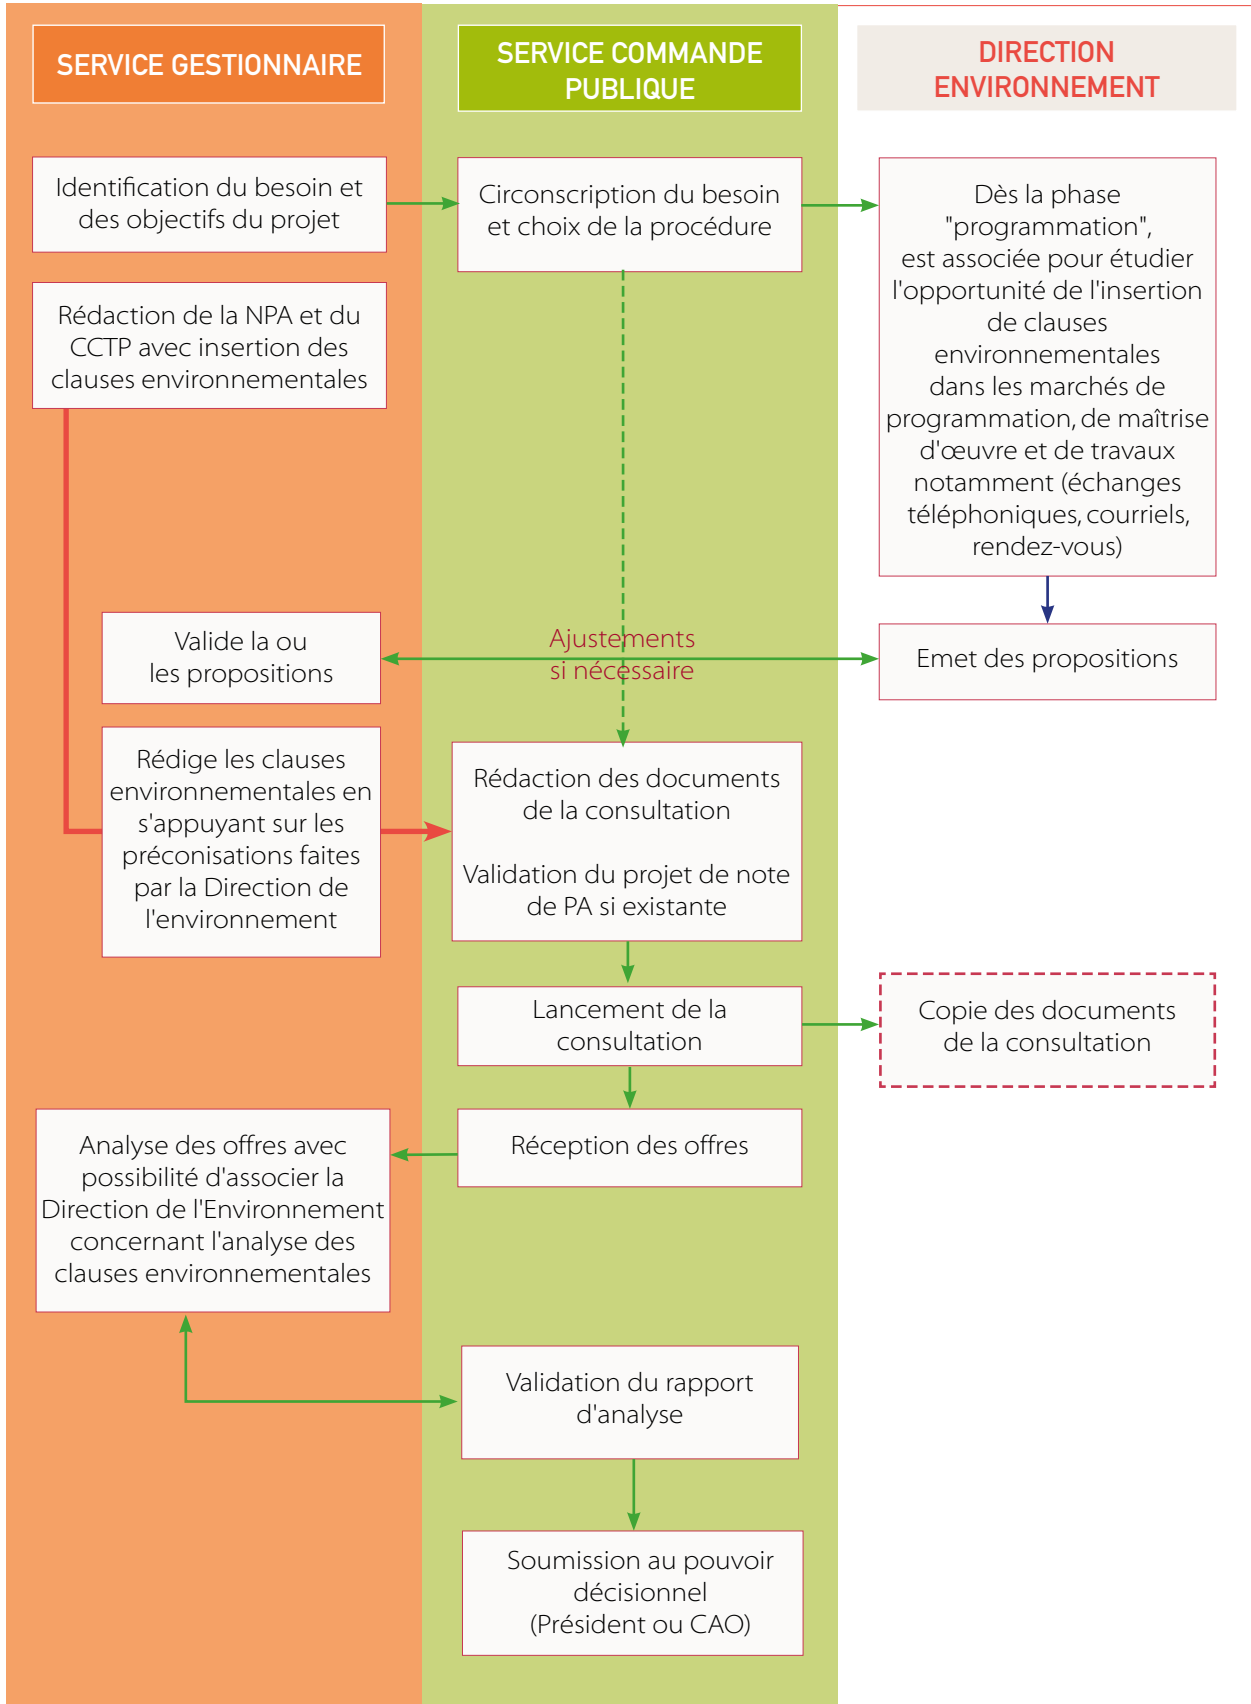 SERVICE GESTIONNAIRE
SERVICE COMMANDE
PUBLIQUE
DIRECTION
ENVIRONNEMENT
Identification du besoin et
des objectifs du projet
Circonscription du besoin
et choix de la procédure
Dès la phase
"programmation",
est associée pour étudier
l'opportunité de l'insertion
de clauses
environnementales
dans les marchés de
programmation, de maîtrise
d'œuvre et de travaux
notamment (échanges
téléphoniques, courriels,
rendez-vous)
Rédaction de la NPA et du
CCTP avec insertion des
clauses environnementales
Valide la ou
les propositions
Ajustements
si nécessaire
Emet des propositions
Rédige les clauses
environnementales en
s'appuyant sur les
préconisations faites
par la Direction de
l'environnement
Rédaction des documents
de la consultation
Validation du projet de note
de PA si existante
Lancement de la
consultation
Copie des documents
de la consultation
Réception des offres
Analyse des offres avec
possibilité d'associer la
Direction de l'Environnement
concernant l'analyse des
clauses environnementales
Validation du rapport
d'analyse
Soumission au pouvoir
décisionnel
(Président ou CAO)